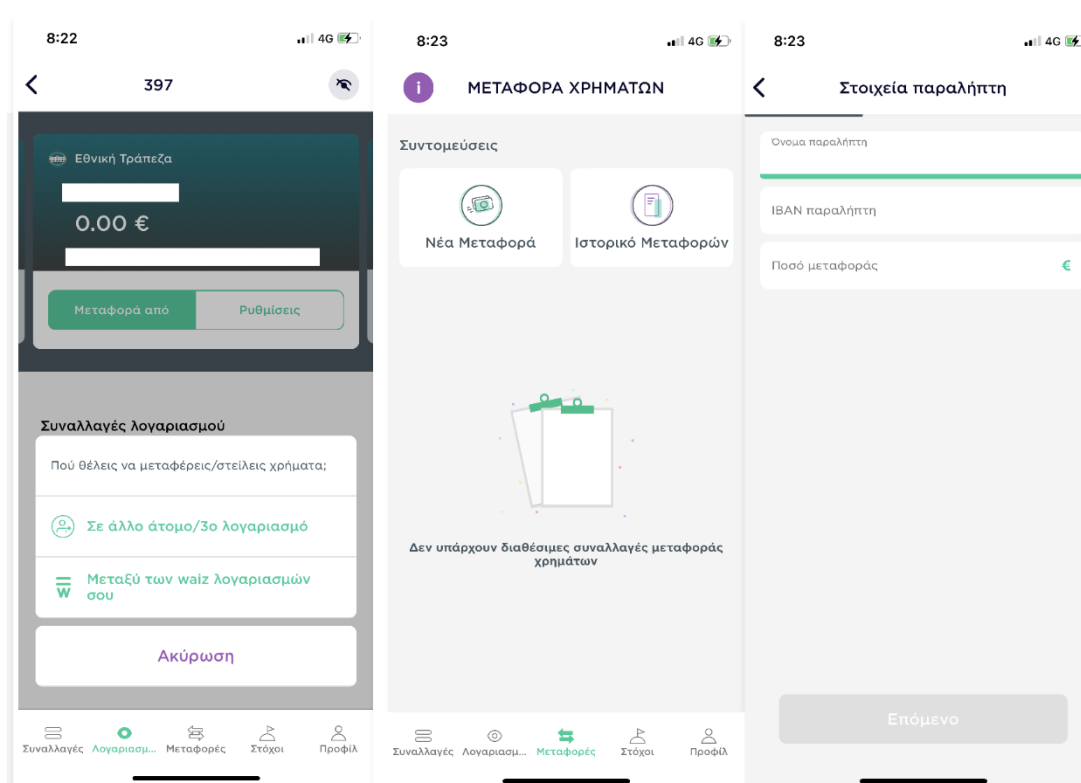 8:22
4G
397
Εθνική Τράπεζα
0.00 €
Μεταφορά από
Ρυθμίσεις
Συναλλαγές λογαριασμού
Πού θέλεις να μεταφέρεις/στείλεις χρήματα;
Σε άλλο άτομο/3ο λογαριασμό
Μεταξύ των waiz λογαριασμών
σου
Ακύρωση
Συναλλαγές
Λογαριασμ...
Μεταφορές
Στόχοι
Προφίλ
8:23
4G
i
ΜΕΤΑΦΟΡΑ ΧΡΗΜΑΤΩΝ
Συντομεύσεις
Νέα Μεταφορά
Ιστορικό Μεταφορών
Δεν υπάρχουν διαθέσιμες συναλλαγές μεταφοράς
χρημάτων
Συναλλαγές
Λογαριασμ...
Μεταφορές
Στόχοι
Προφίλ
8:23
4G
Στοιχεία παραλήπτη
Όνομα παραλήπτη
IBAN παραλήπτη
Ποσό μεταφοράς
€
Επόμενο